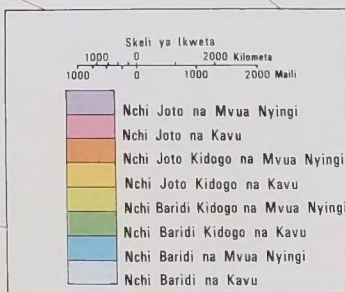 Skeli ya Ikweta
1000 0 2000 Kilometa
1000 0 1000 2000 Maili
Nchi Joto na Mvua Nyingi
Nchi Joto na Kavu
Nchi Joto Kidogo na Mvua Nyingi
Nchi Joto Kidogo na Kavu
Nchi Baridi Kidogo na Mvua Nyingi
Nchi Baridi Kidogo na Kavu
Nchi Baridi na Mvua Nyingi
Nchi Baridi na Kavu